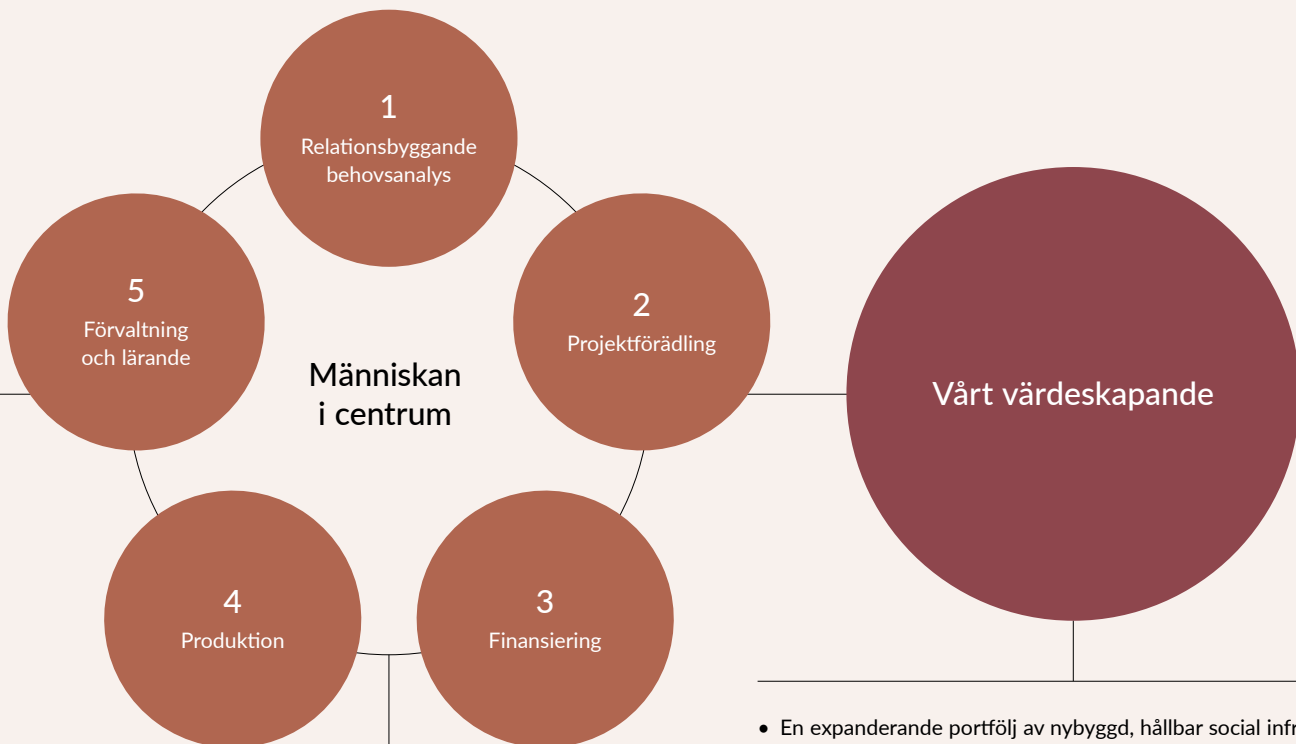 1
Relationsbyggande
behovsanalys
2
Projektförädling
3
Finansiering
4
Produktion
5
Förvaltning
och lärande
Människan
i centrum
Vårt värdeskapande
• En expanderande portfölj av nybyggd, hållbar social